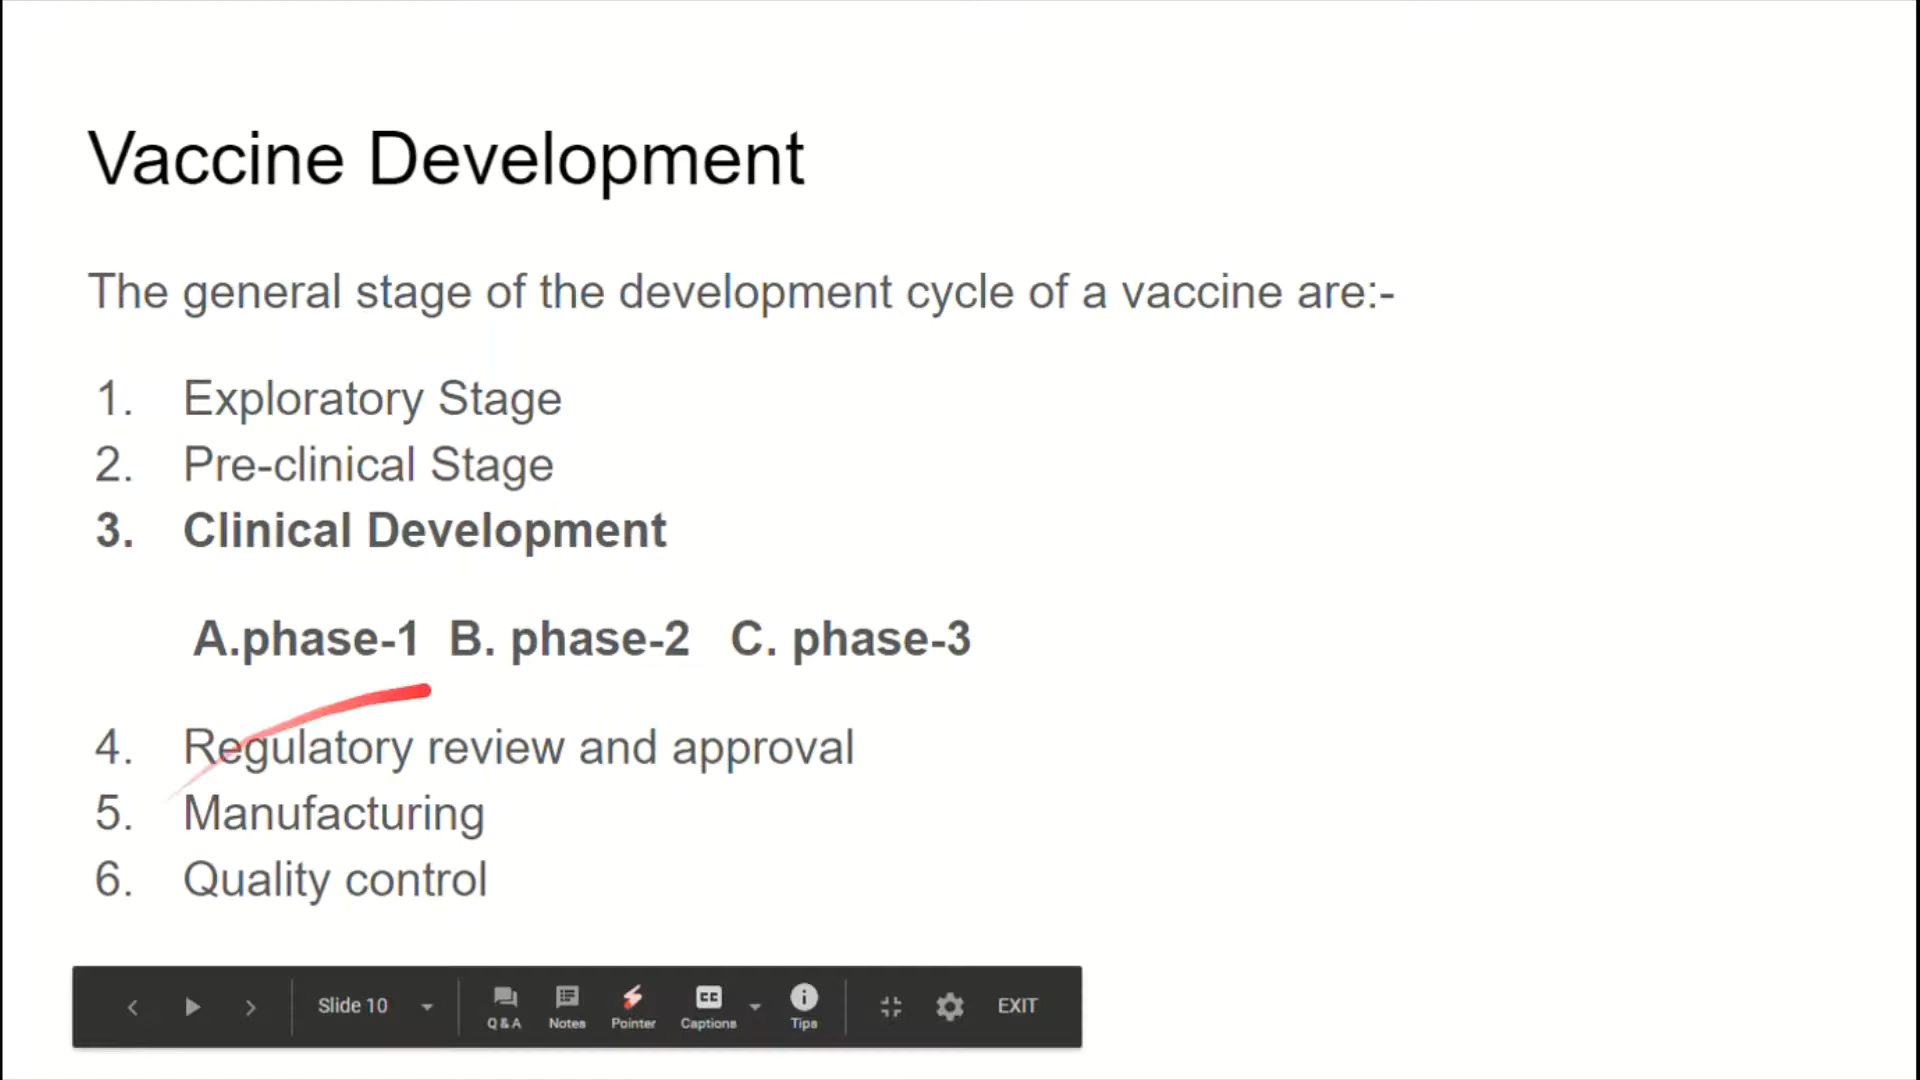 Vaccine Development
The general stage of the development cycle of a vaccine are:-
1. Exploratory Stage
2. Pre-clinical Stage
3. Clinical Development
A.phase-1 B. phase-2 C. phase-3
4. Regulatory review and approval
5. Manufacturing
6. Quality control
Slide 10 Q & A Notes Pointer CC Captions Tips EXIT